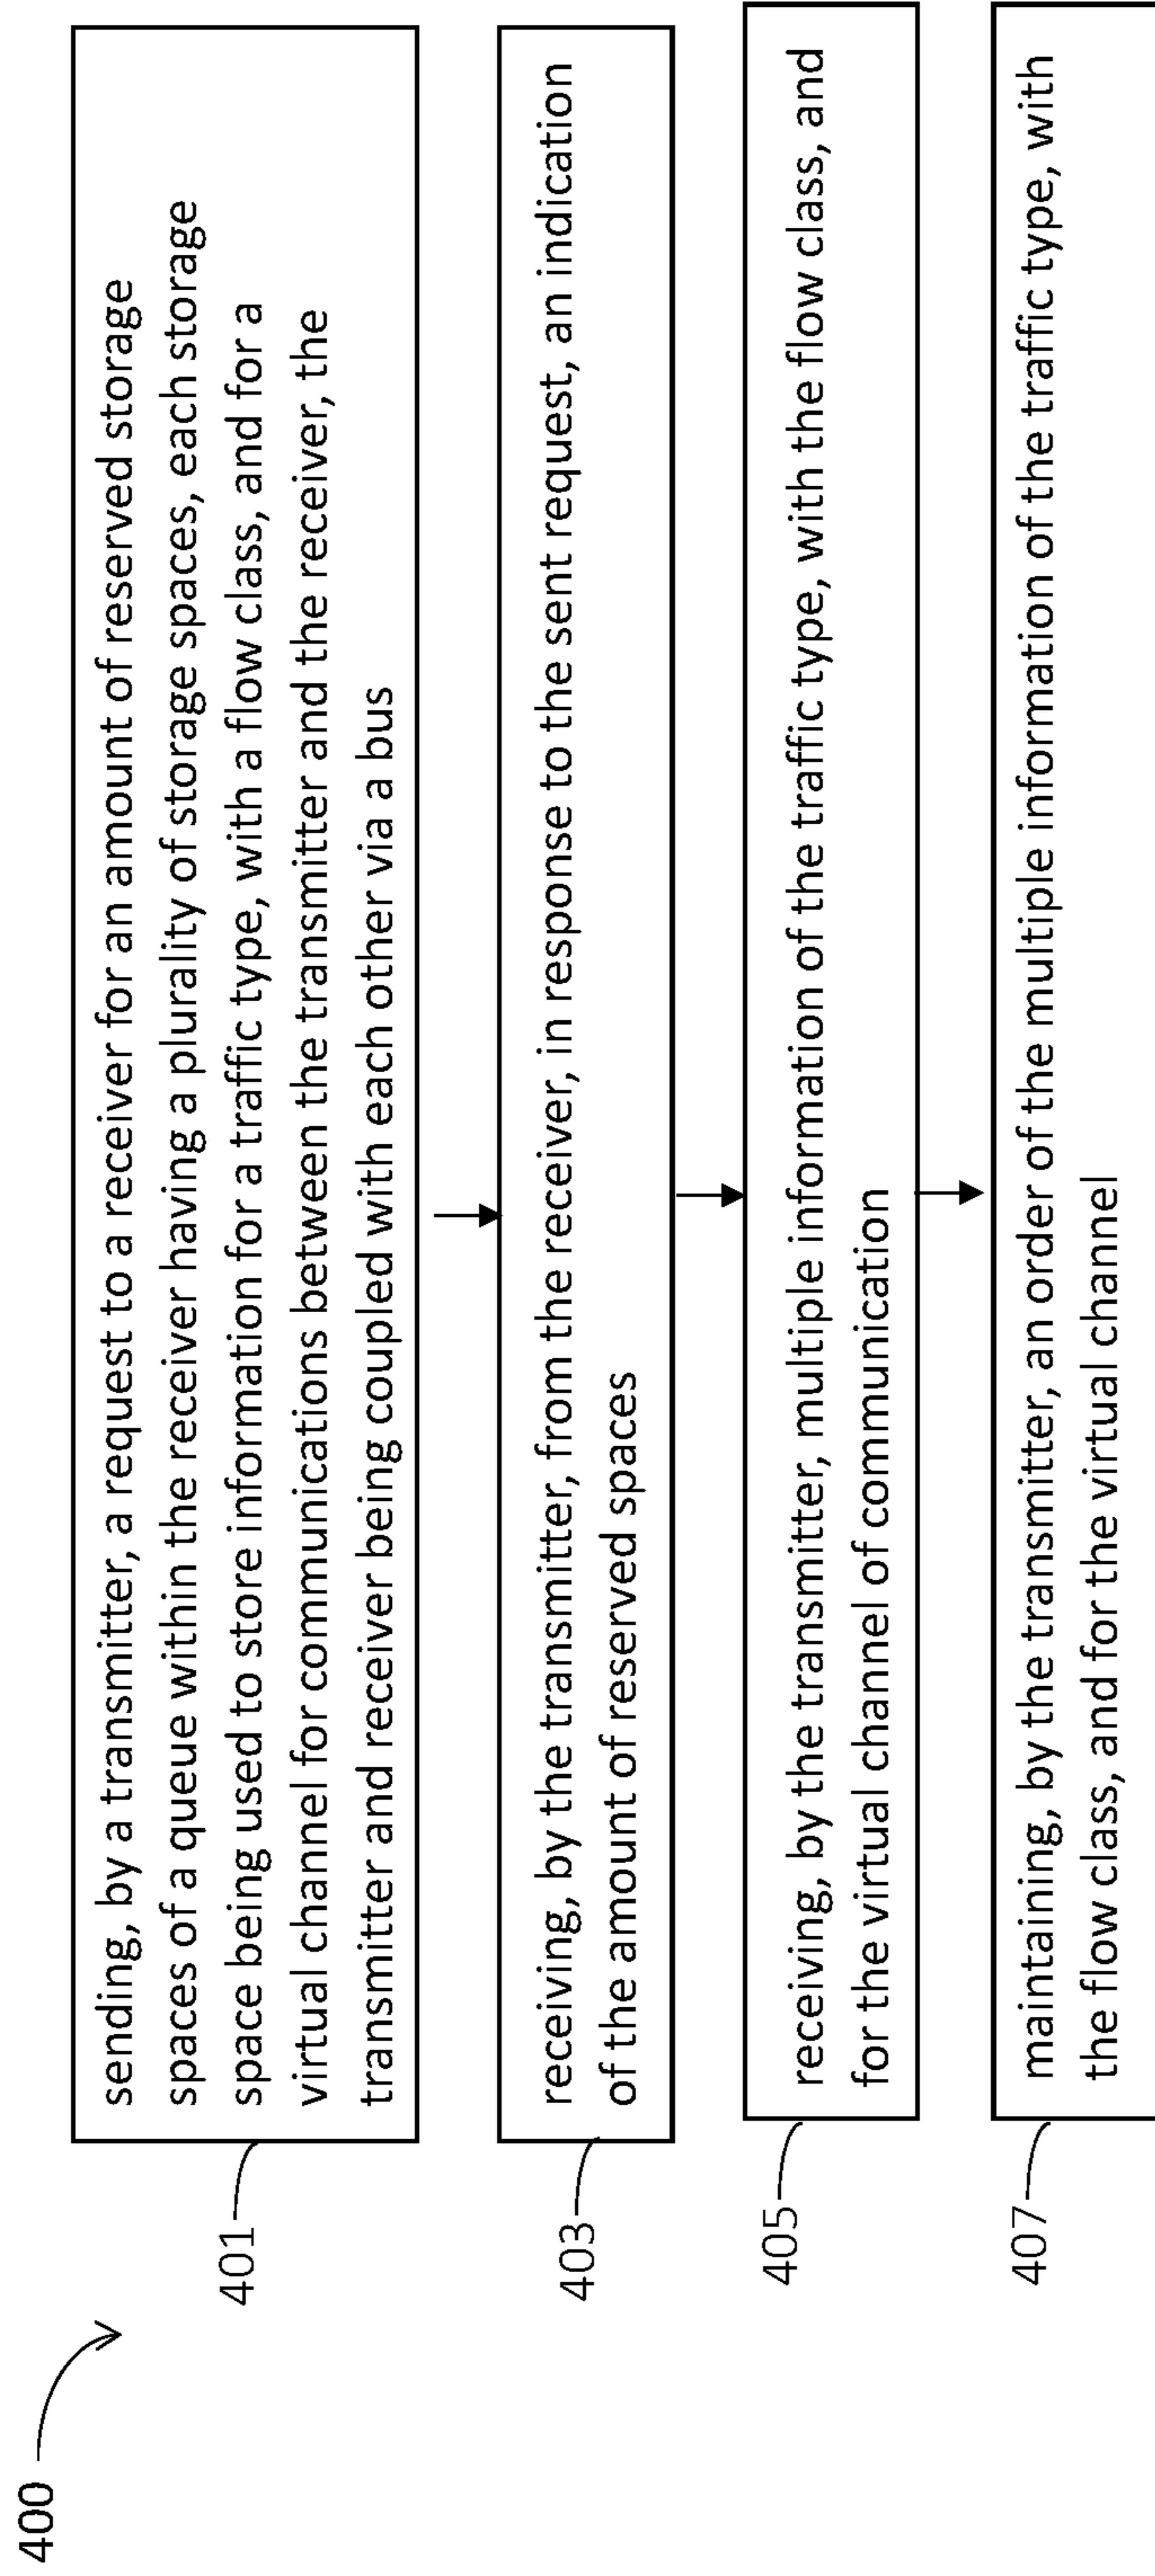 400
401
sending, by a transmitter, a request to a receiver for an amount of reserved storage
spaces of a queue within the receiver having a plurality of storage spaces, each storage
space being used to store information for a traffic type, with a flow class, and for a
virtual channel for communications between the transmitter and the receiver, the
transmitter and receiver being coupled with each other via a bus
403
receiving, by the transmitter, from the receiver, in response to the sent request, an indication
of the amount of reserved spaces
405
receiving, by the transmitter, multiple information of the traffic type, with the flow class, and
for the virtual channel of communication
407
maintaining, by the transmitter, an order of the multiple information of the traffic type, with
the flow class, and for the virtual channel